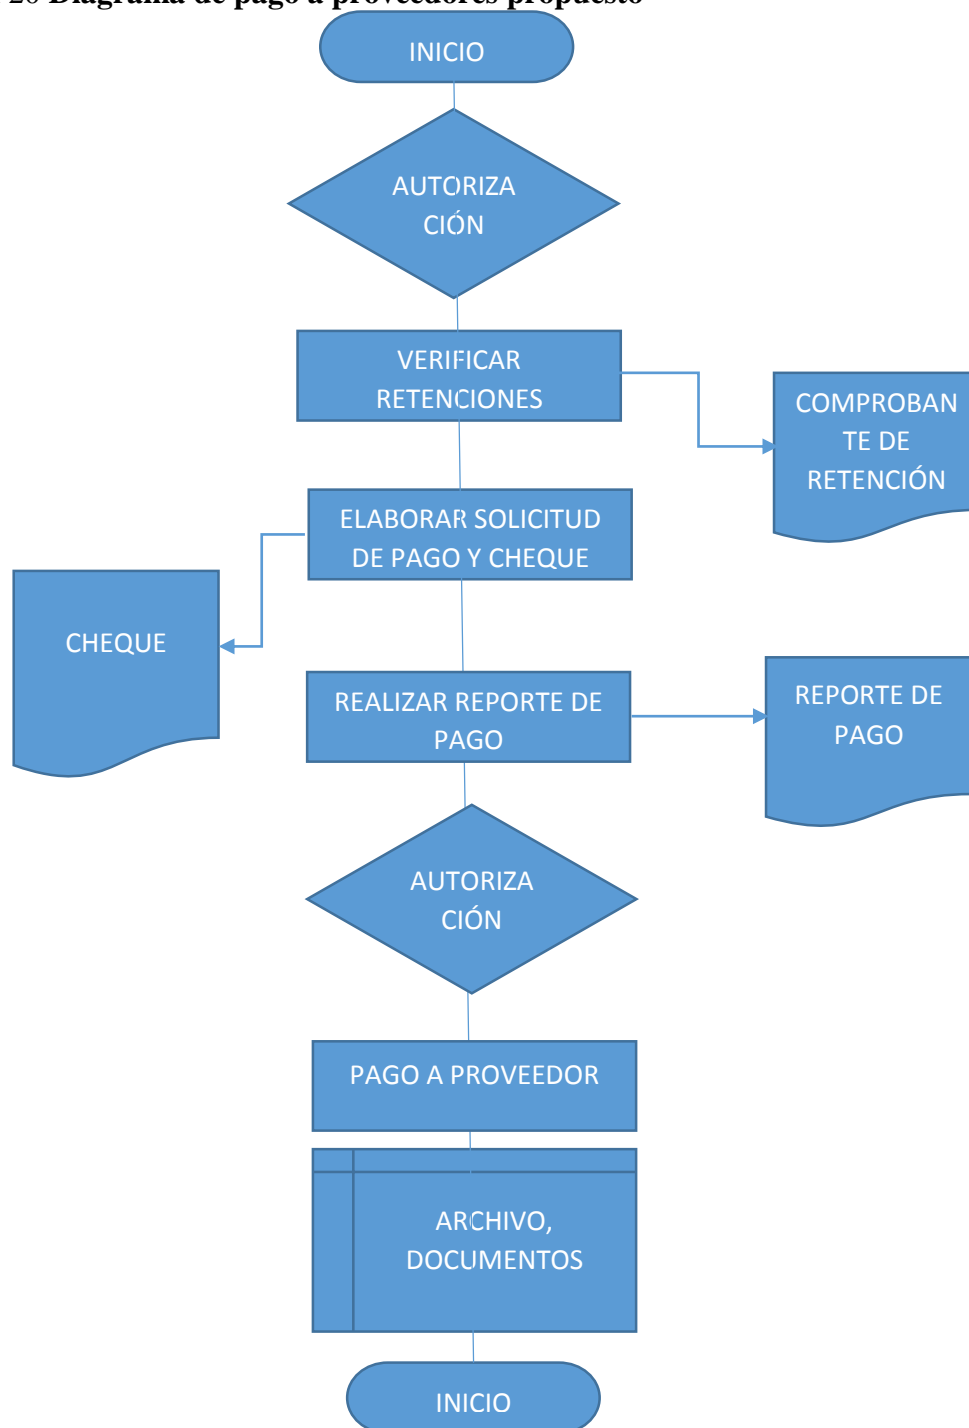 20 Diagrama de pago a proveedores propuesto
INICIO
AUTORIZA
CIÓN
VERIFICAR
RETENCIONES
COMPROBAN
TE DE
RETENCIÓN
ELABORAR SOLICITUD
DE PAGO Y CHEQUE
CHEQUE
REALIZAR REPORTE DE
PAGO
REPORTE DE
PAGO
AUTORIZA
CIÓN
PAGO A PROVEEDOR
ARCHIVO,
DOCUMENTOS
INICIO